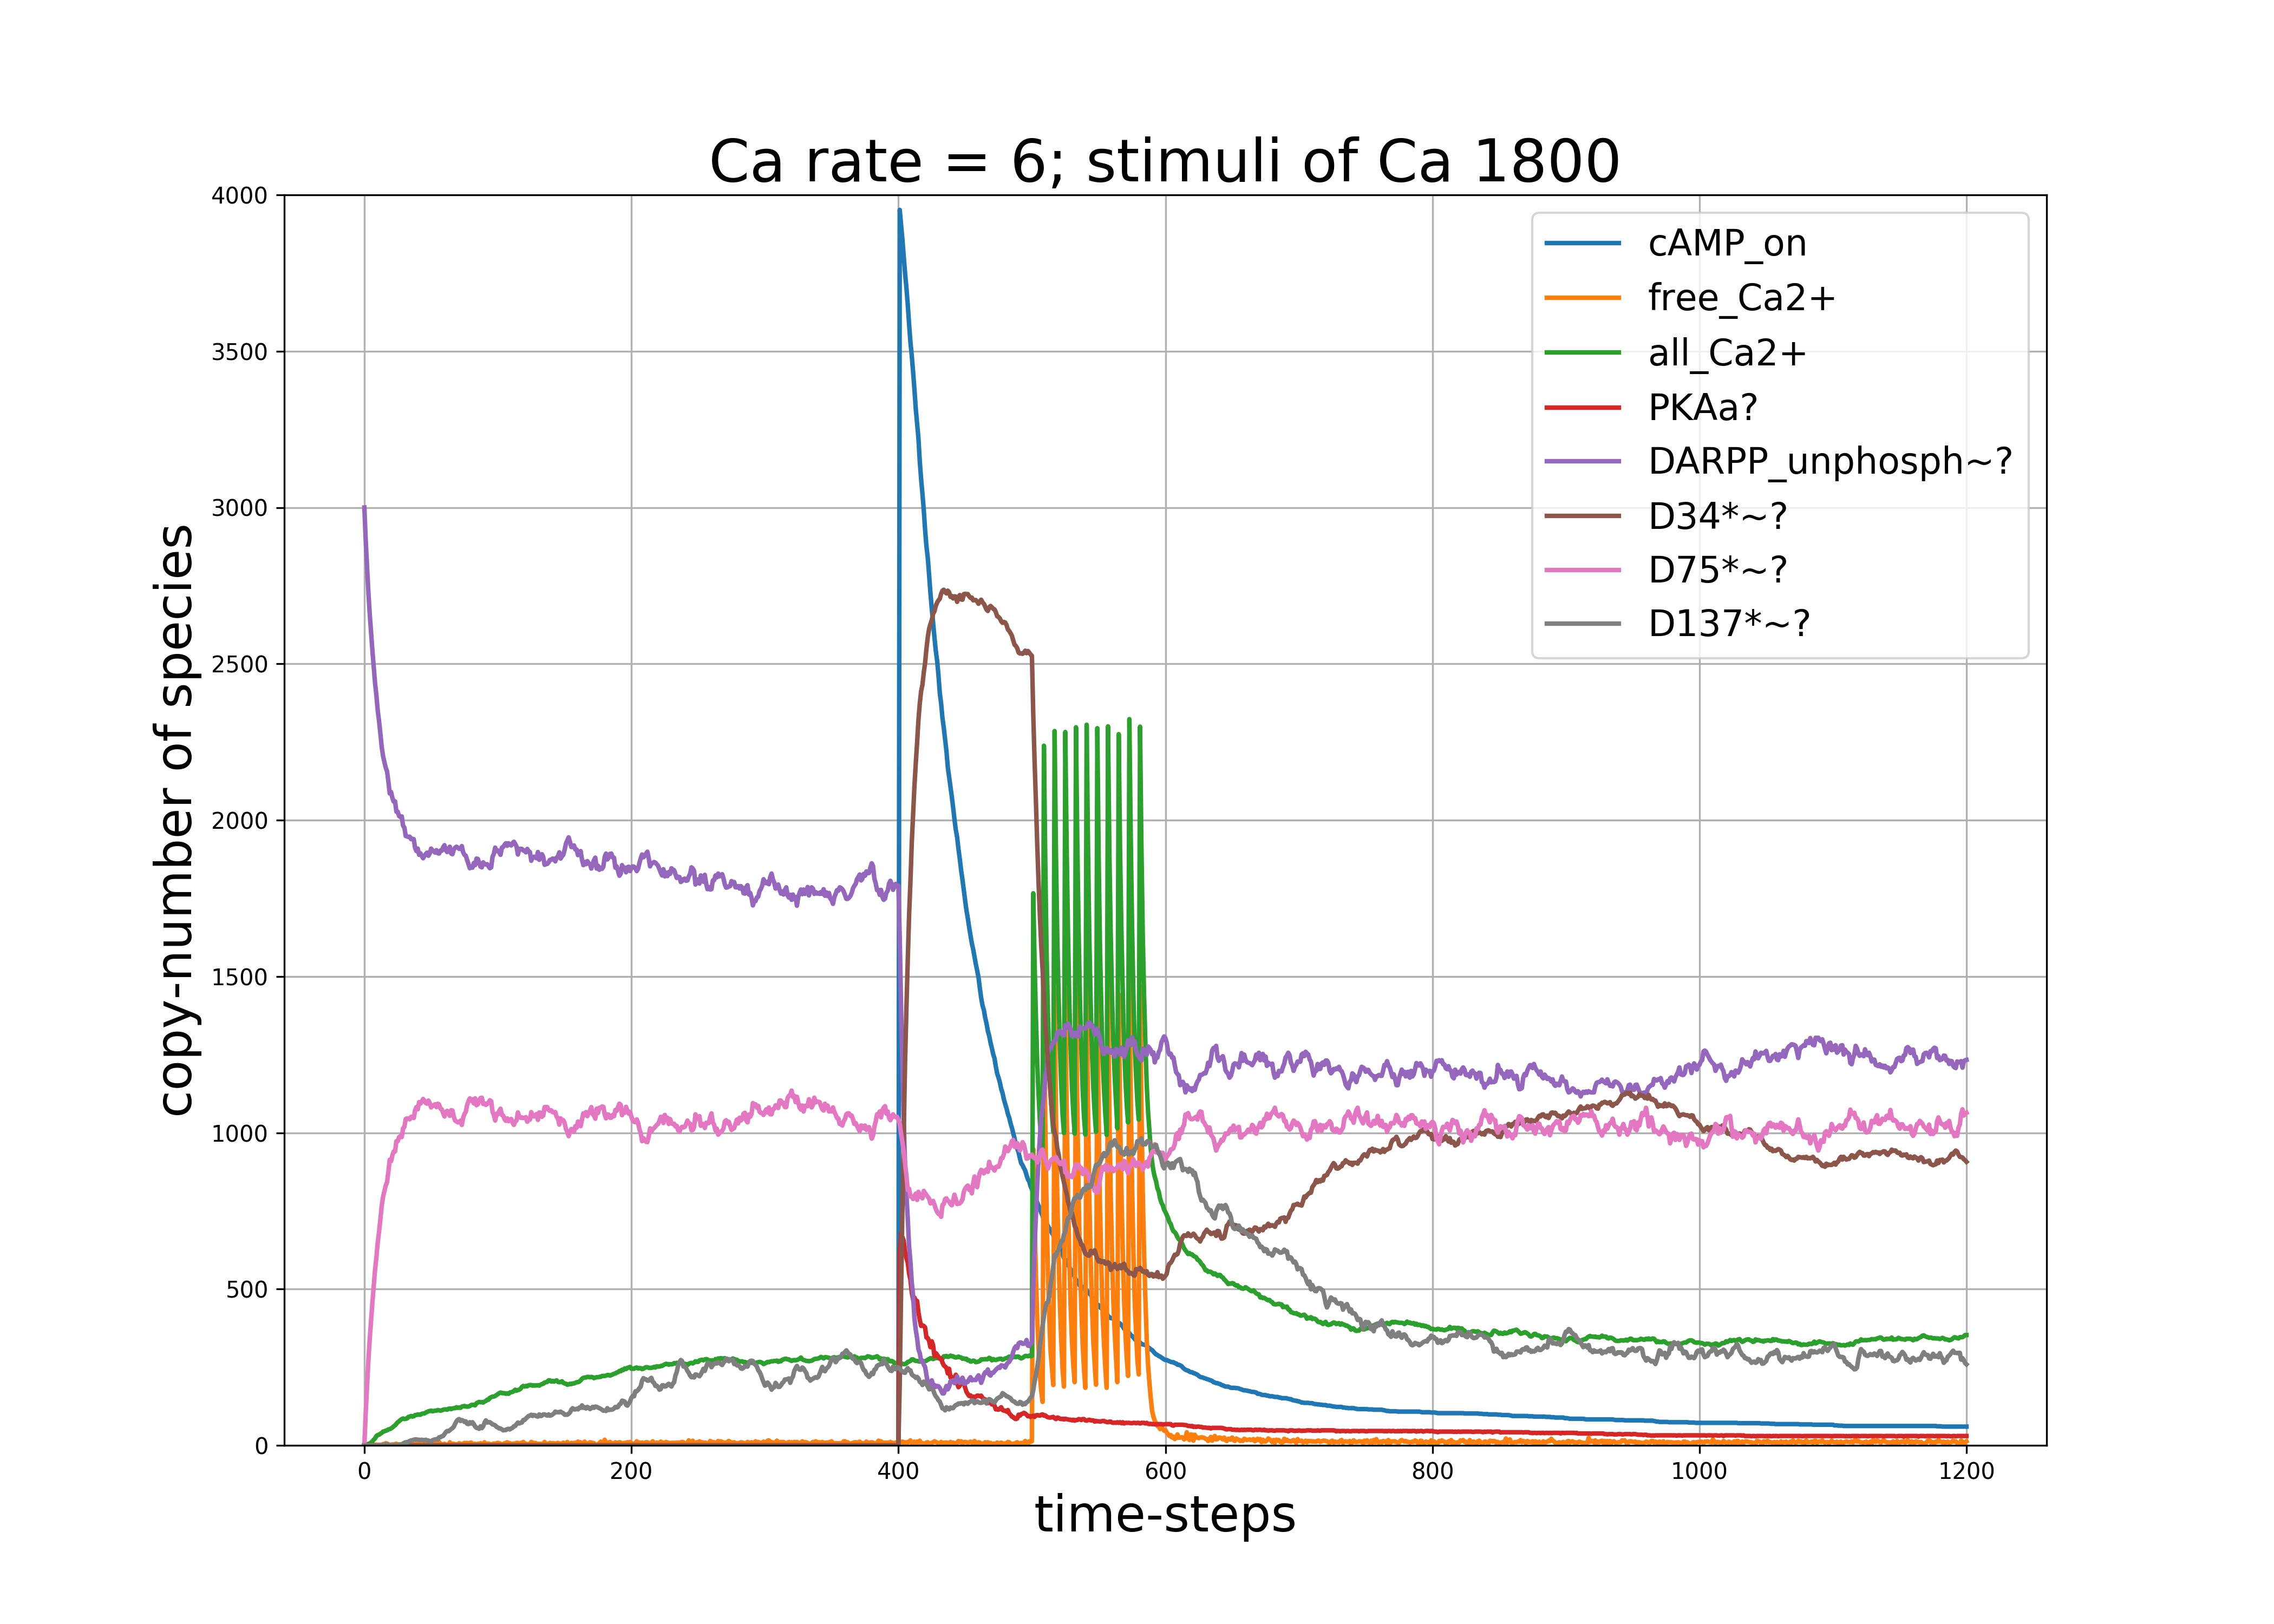 Ca rate = 6; stimuli of Ca 1800
4000
3500
3000
2500
2000
1500
1000
500
0
copy-number of species
cAMP_on
free_Ca2+
all_Ca2+
PKAa?
DARPP_unphosph~?
D34*~?
D75*~?
D137*~?
0 200 400 600 800 1000 1200
time-steps